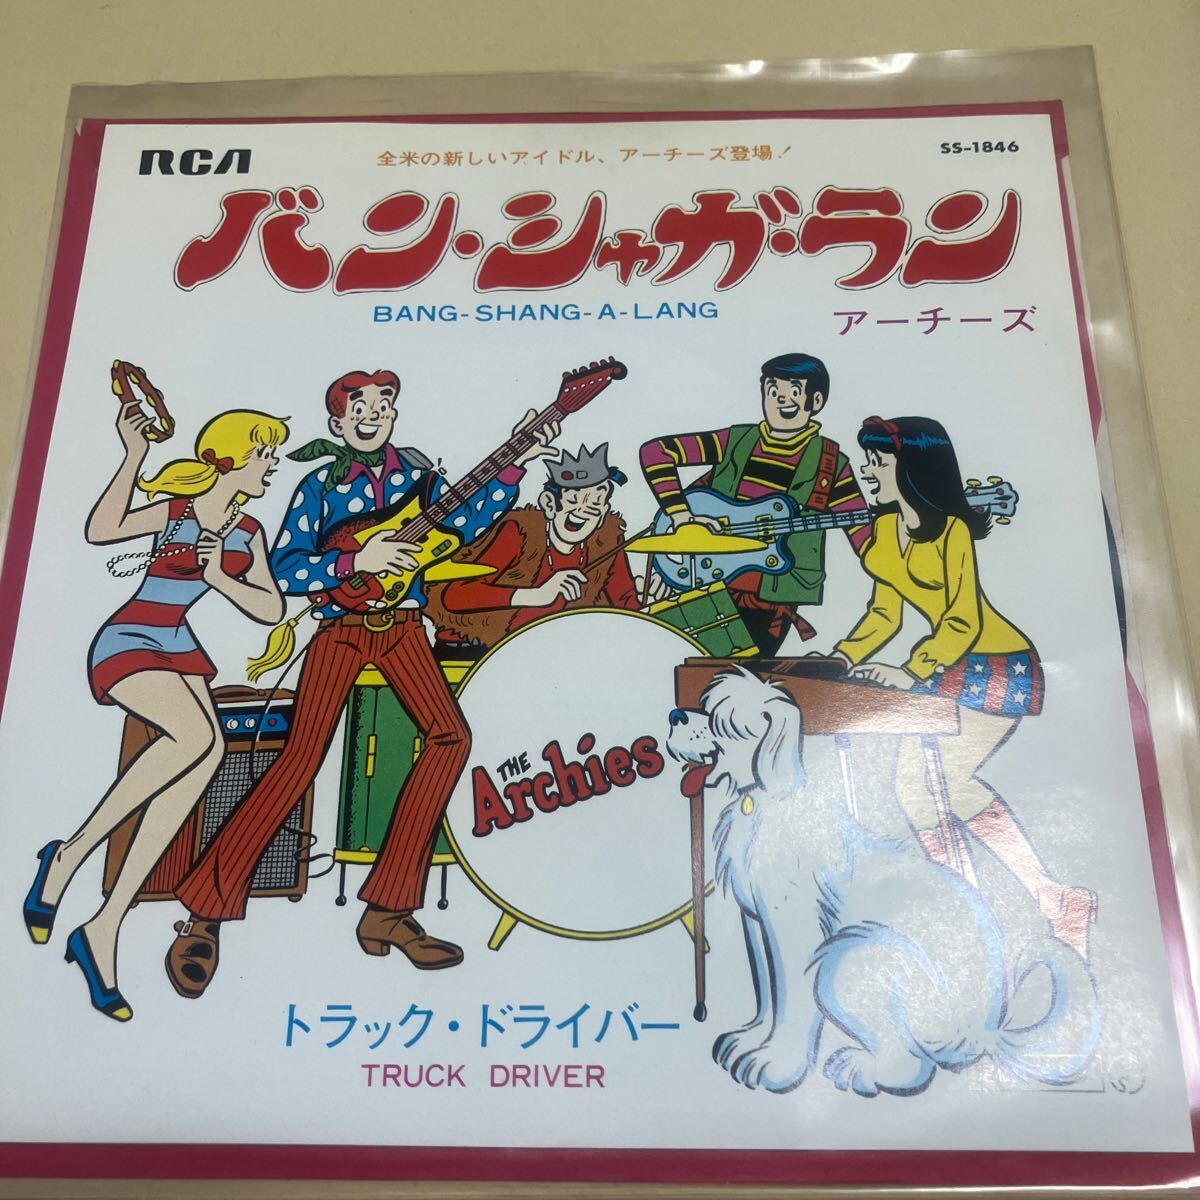 RCA
全米の新しいアイドル、アーチーズ登場!
SS-1846
バン・シャガ・ラン
BANG-SHANG-A-LANG
アーチーズ
THE
Archies
トラック・ドライバー
TRUCK DRIVER